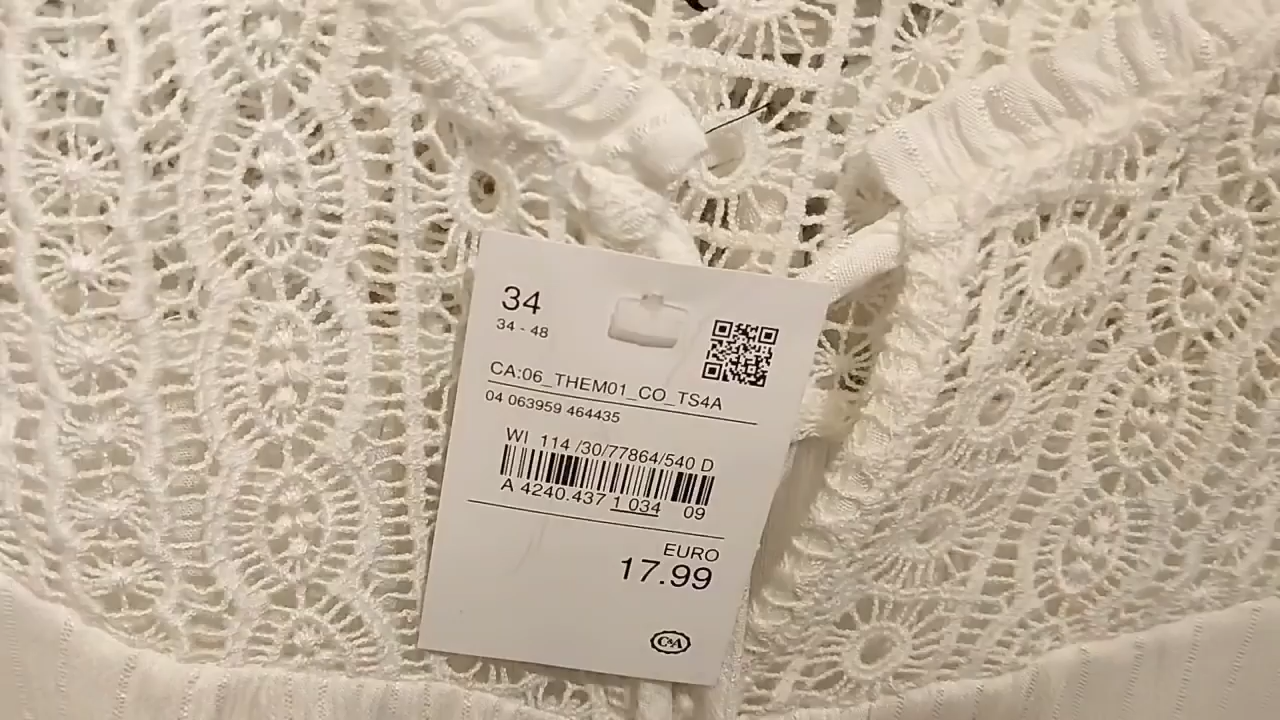 34
34 - 48
CA:06_THEM01_CO_TS4A
04 063959 464435
WI 114 /30/77864/540 D
A 4240.437 1 034 09
EURO
17.99
C&A